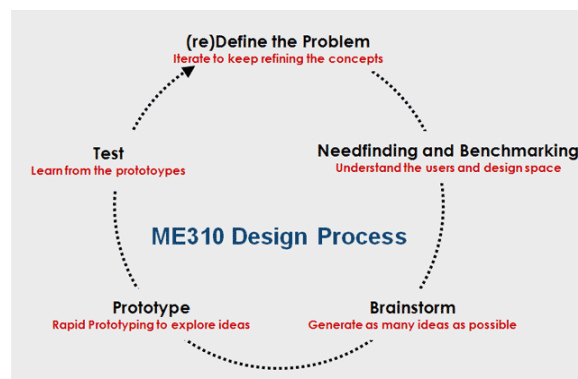 (re)Define the Problem
Iterate to keep refining the concepts
Test
Learn from the prototoypes
Needfinding and Benchmarking
Understand the users and design space
ME310 Design Process
Prototype
Rapid Prototyping to explore ideas
Brainstorm
Generate as many ideas as possible